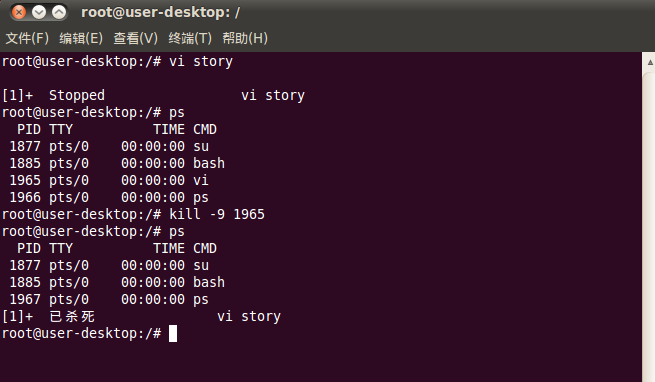 root@user-desktop: /
文件(F) 编辑(E) 查看(V) 终端(T) 帮助(H)
root@user-desktop:/# vi story
[1]+  Stopped                 vi story
root@user-desktop:/# ps
  PID TTY          TIME CMD
 1877 pts/0    00:00:00 su
 1885 pts/0    00:00:00 bash
 1965 pts/0    00:00:00 vi
 1966 pts/0    00:00:00 ps
root@user-desktop:/# kill -9 1965
root@user-desktop:/# ps
  PID TTY          TIME CMD
 1877 pts/0    00:00:00 su
 1885 pts/0    00:00:00 bash
 1967 pts/0    00:00:00 ps
[1]+  已杀死               vi story
root@user-desktop:/#